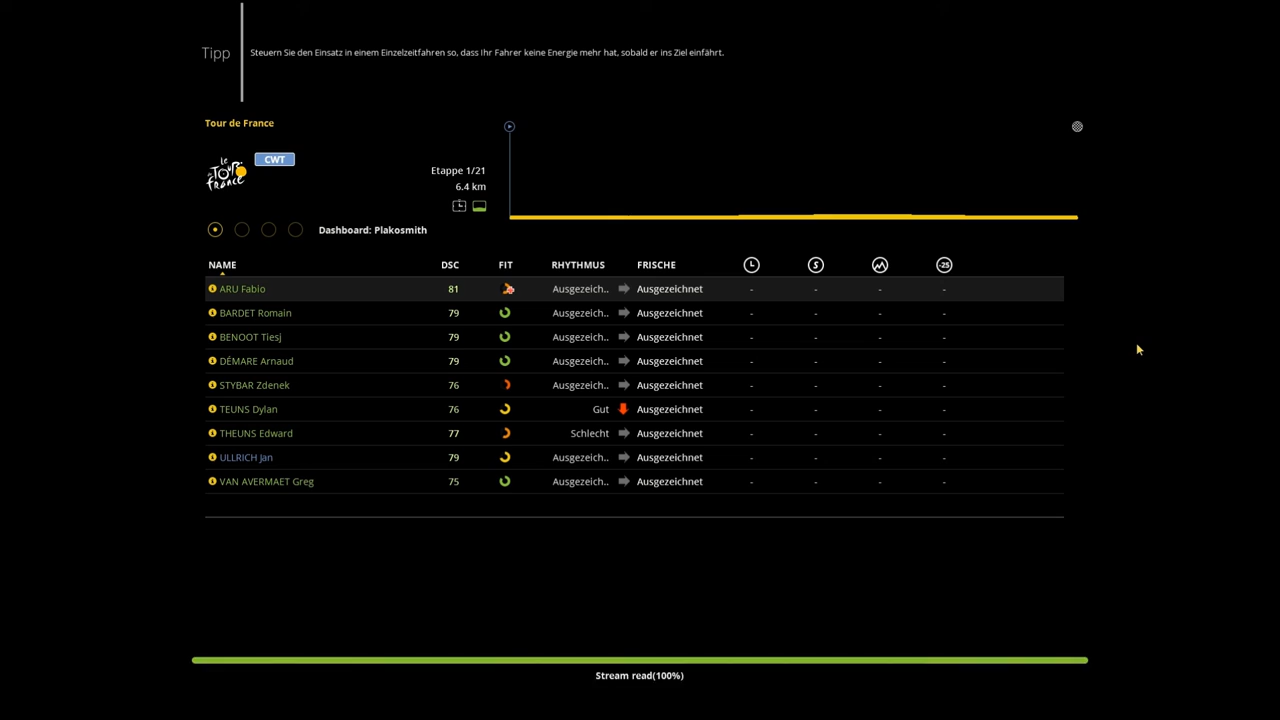 Tipp
Steuern Sie den Einsatz in einem Einzelzeitfahren so, dass Ihr Fahrer keine Energie mehr hat, sobald er ins Ziel einfährt.
Tour de France
le Tour de france
CWT
Etappe 1/21
6.4 km
Dashboard: Plakosmith
NAME DSC FIT RHYTHMUS FRISCHE S -25
ARU Fabio 81 Ausgezeich.. Ausgezeichnet - - - -
BARDET Romain 79 Ausgezeich.. Ausgezeichnet - - - -
BENOOT Tiesj 79 Ausgezeich.. Ausgezeichnet - - - -
DÉMARE Arnaud 79 Ausgezeich.. Ausgezeichnet - - - -
STYBAR Zdenek 76 Ausgezeich.. Ausgezeichnet - - - -
TEUNS Dylan 76 Gut Ausgezeichnet - - - -
THEUNS Edward 77 Schlecht Ausgezeichnet - - - -
ULLRICH Jan 79 Ausgezeich.. Ausgezeichnet - - - -
VAN AVERMAET Greg 75 Ausgezeich.. Ausgezeichnet - - - -
Stream read(100%)